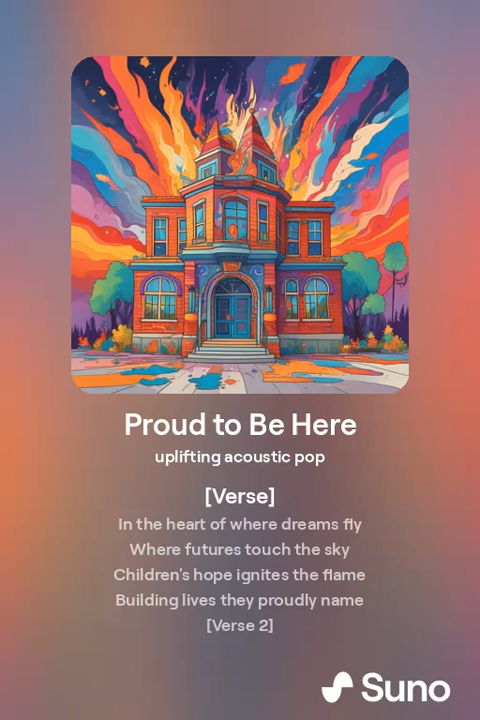 Proud to Be Here
uplifting acoustic pop
[Verse]
In the heart of where dreams fly
Where futures touch the sky
Children's hope ignites the flame
Building lives they proudly name
[Verse 2]
Suno